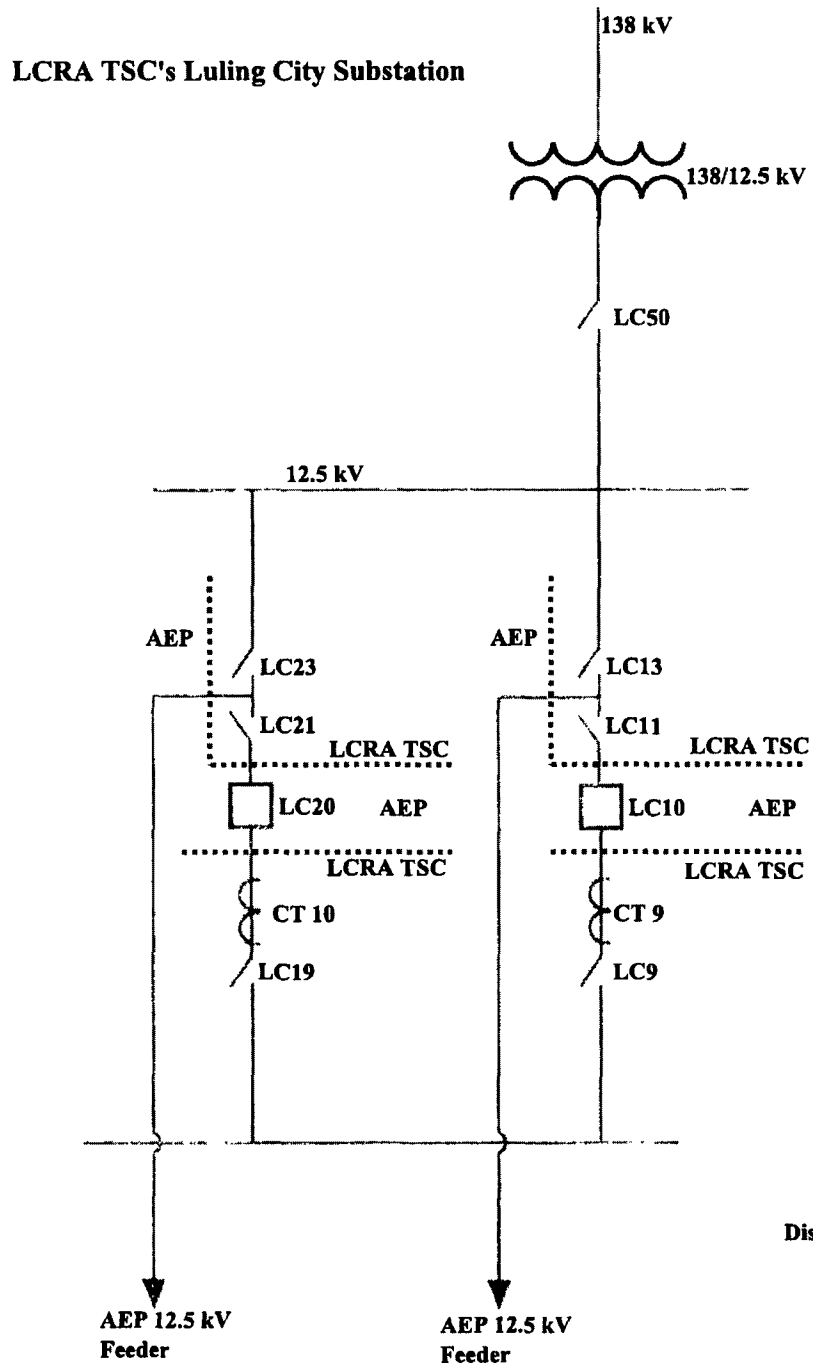 138 kV
LCRA TSC's Luling City Substation
138/12.5 kV
LC50
12.5 kV
AEP
AEP
LC23
LC13
LC21
LC11
LCRA TSC
LCRA TSC
LC20
AEP
LC10
AEP
LCRA TSC
LCRA TSC
CT 10
CT 9
LC19
LC9
Dis
AEP 12.5 kV
Feeder
AEP 12.5 kV
Feeder